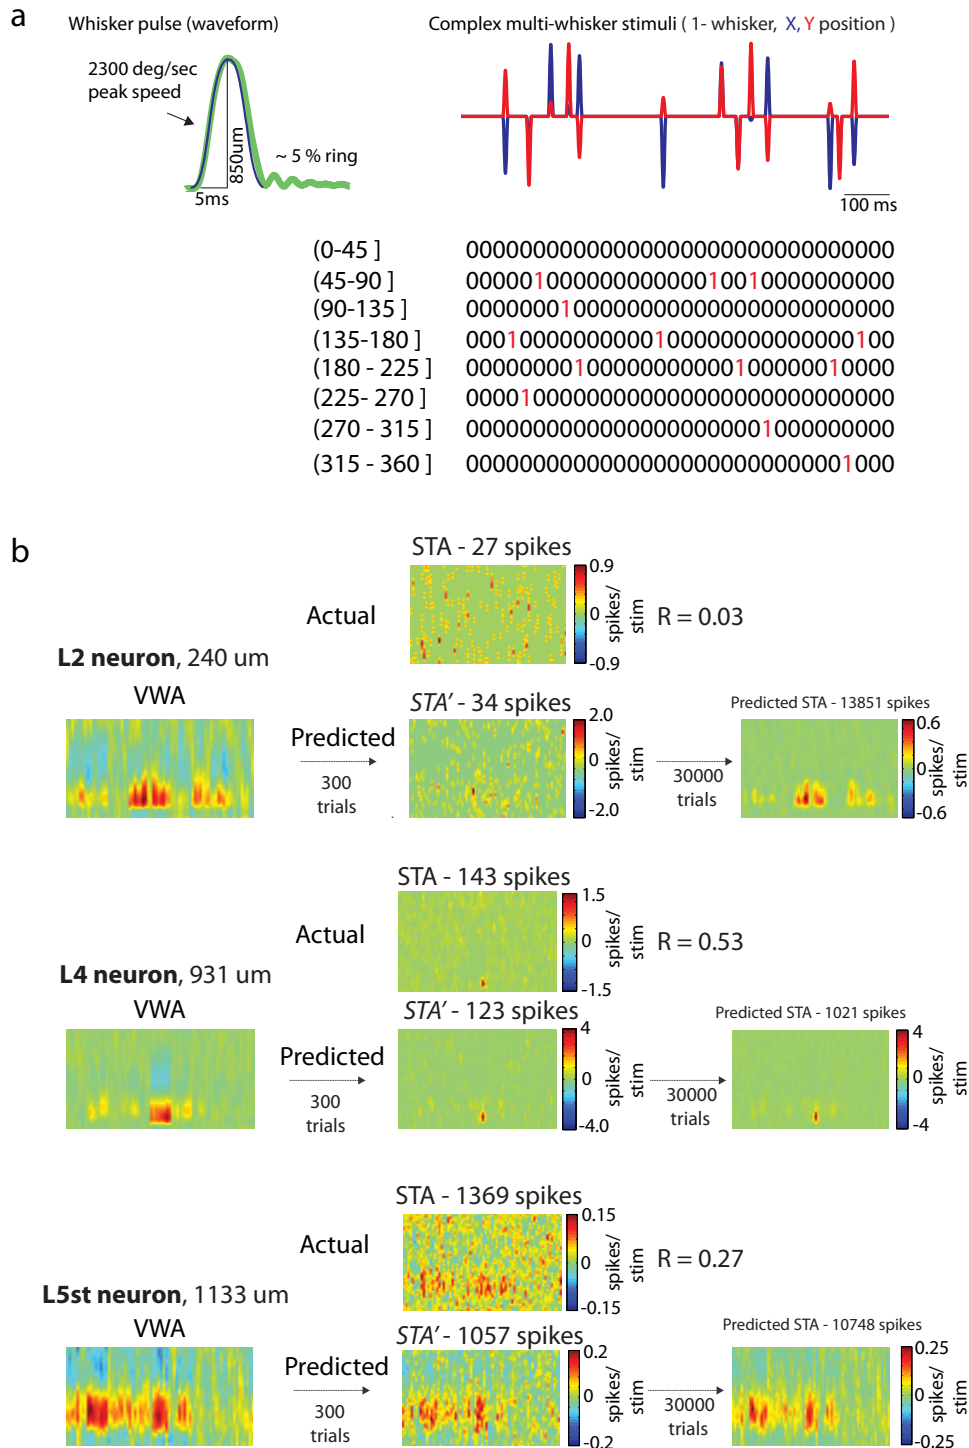 a
Whisker pulse (waveform)
Complex multi-whisker stimuli ( 1- whisker, X, Y position )
2300 deg/sec
peak speed
850um
~ 5 % ring
5ms
100 ms
(0-45 ] 00000000000000000000000000000000
(45-90 ] 00000100000000000010010000000000
(90-135] 00000001000000000000000000000000
(135-180] 00010000000000100000000000000100
(180 - 225] 00000000100000000000100000010000
(225- 270] 00001000000000000000000000000000
(270 - 315] 00000000000000000000001000000000
(315 - 360] 00000000000000000000000000001000
b
STA - 27 spikes
Actual
0.9
0
-0.9
spikes/
stim
R = 0.03
L2 neuron, 240 um
VWA
Predicted
300
trials
STA' - 34 spikes
2.0
1
0
-1
-2.0
spikes/
stim
30000
trials
Predicted STA - 13851 spikes
0.6
0
-0.6
spikes/
stim
STA - 143 spikes
Actual
1.5
0
-1.5
spikes/
stim
R = 0.53
L4 neuron, 931 um
VWA
Predicted
300
trials
STA' - 123 spikes
4
0
-4.0
spikes/
stim
30000
trials
Predicted STA - 1021 spikes
4
0
-4
spikes/
stim
STA - 1369 spikes
Actual
0.15
0
-0.15
spikes/
stim
R = 0.27
L5st neuron, 1133 um
VWA
Predicted
300
trials
STA' - 1057 spikes
0.2
0
-0.2
spikes/
stim
30000
trials
Predicted STA - 10748 spikes
0.25
0
-0.25
spikes/
stim